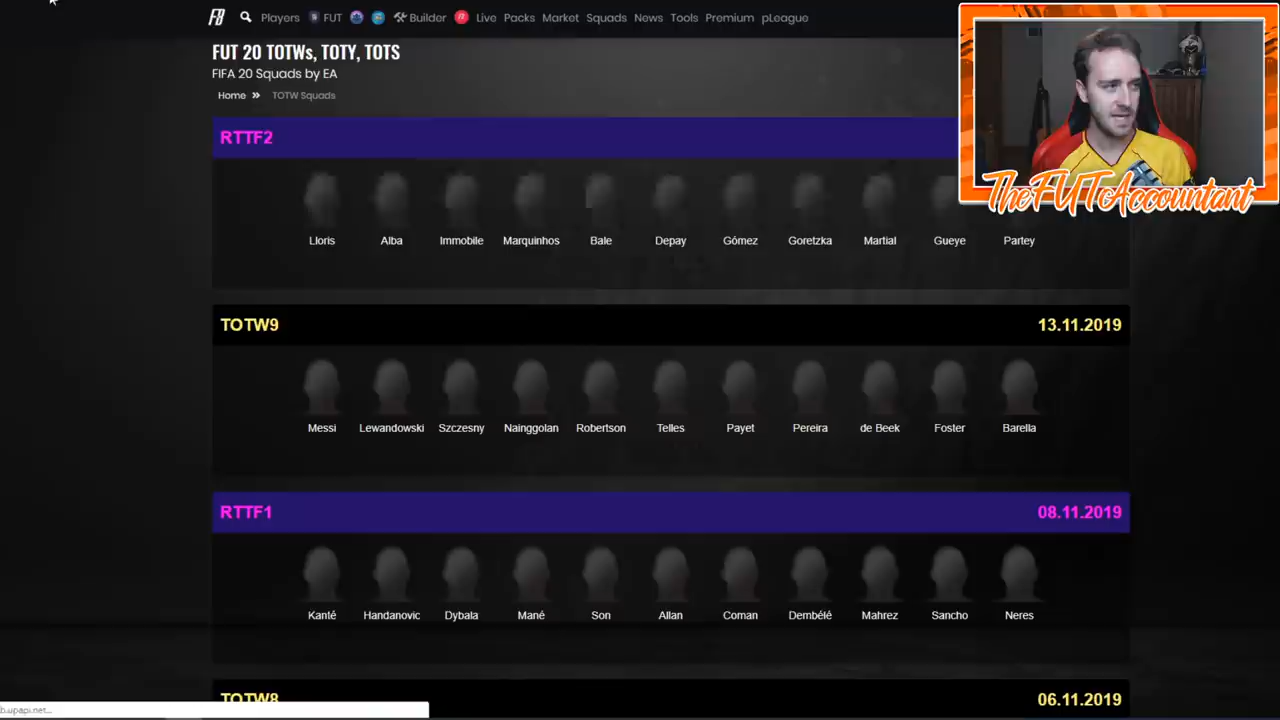 F8 Players FUT Builder Live Packs Market Squads News Tools Premium pLeague
FUT 20 TOTWs, TOTY, TOTS
FIFA 20 Squads by EA
Home » TOTW Squads
TheFUTAccountant
RTTF2
Lloris Alba Immobile Marquinhos Bale Depay Gómez Goretzka Martial Gueye Partey
TOTW9 13.11.2019
Messi Lewandowski Szczesny Nainggolan Robertson Telles Payet Pereira de Beek Foster Barella
RTTF1 08.11.2019
Kanté Handanovic Dybala Mané Son Allan Coman Dembélé Mahrez Sancho Neres
TOTW8 06.11.2019
b.upapi.net...